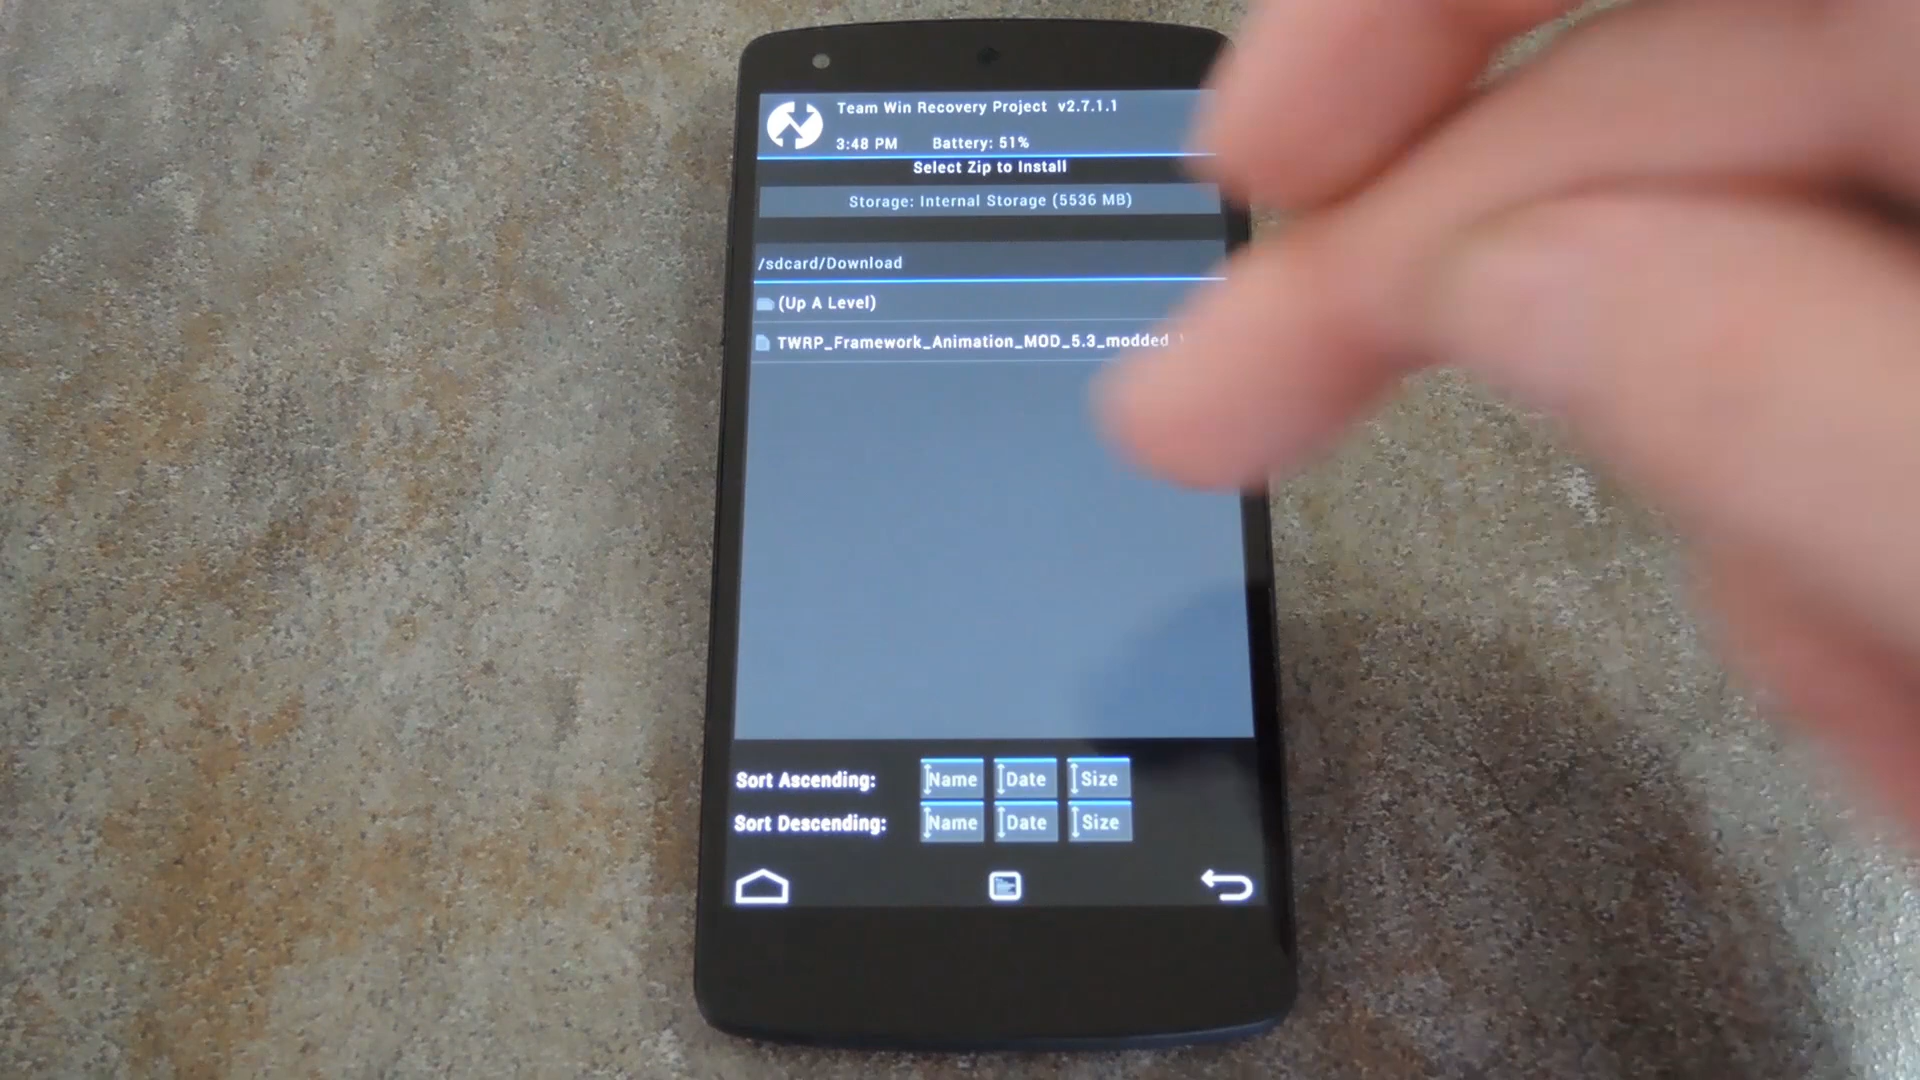 Team Win Recovery Project v2.7.1.1
3:48 PM Battery: 51%
Select Zip to Install
Storage: Internal Storage (5536 MB)
/sdcard/Download
(Up A Level)
TWRP_Framework_Animation_MOD_5.3_modded
Sort Ascending: Name Date Size
Sort Descending: Name Date Size